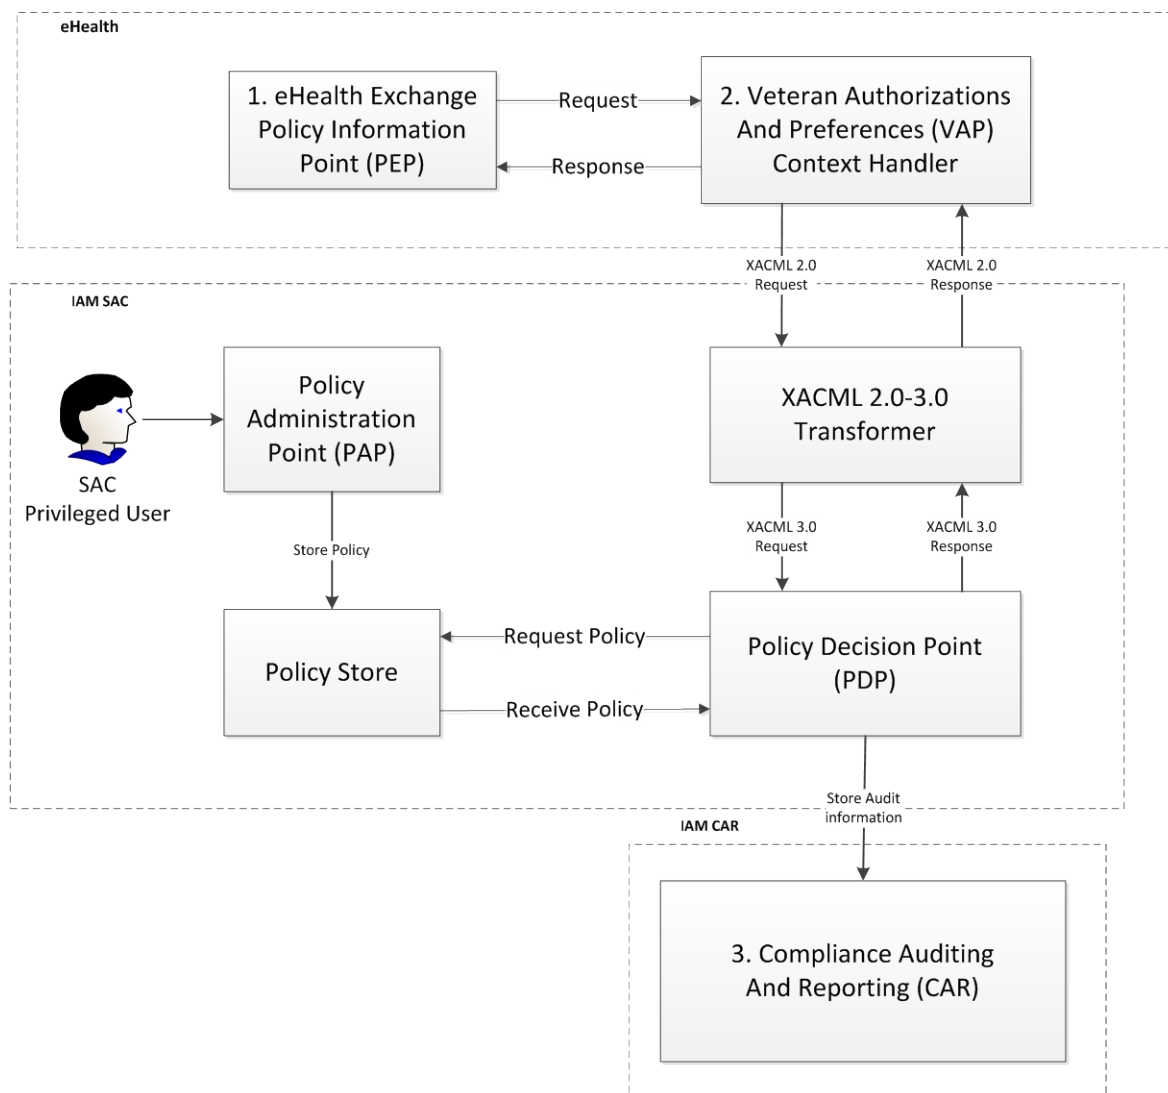 eHealth
1. eHealth Exchange
Policy Information
Point (PEP)
Request
Response
2. Veteran Authorizations
And Preferences (VAP)
Context Handler
XACML 2.0
Request
XACML 2.0
Response
IAM SAC
SAC
Privileged User
Policy
Administration
Point (PAP)
XACML 2.0-3.0
Transformer
Store Policy
XACML 3.0
Request
XACML 3.0
Response
Policy Store
Request Policy
Receive Policy
Policy Decision Point
(PDP)
Store Audit
information
IAM CAR
3. Compliance Auditing
And Reporting (CAR)